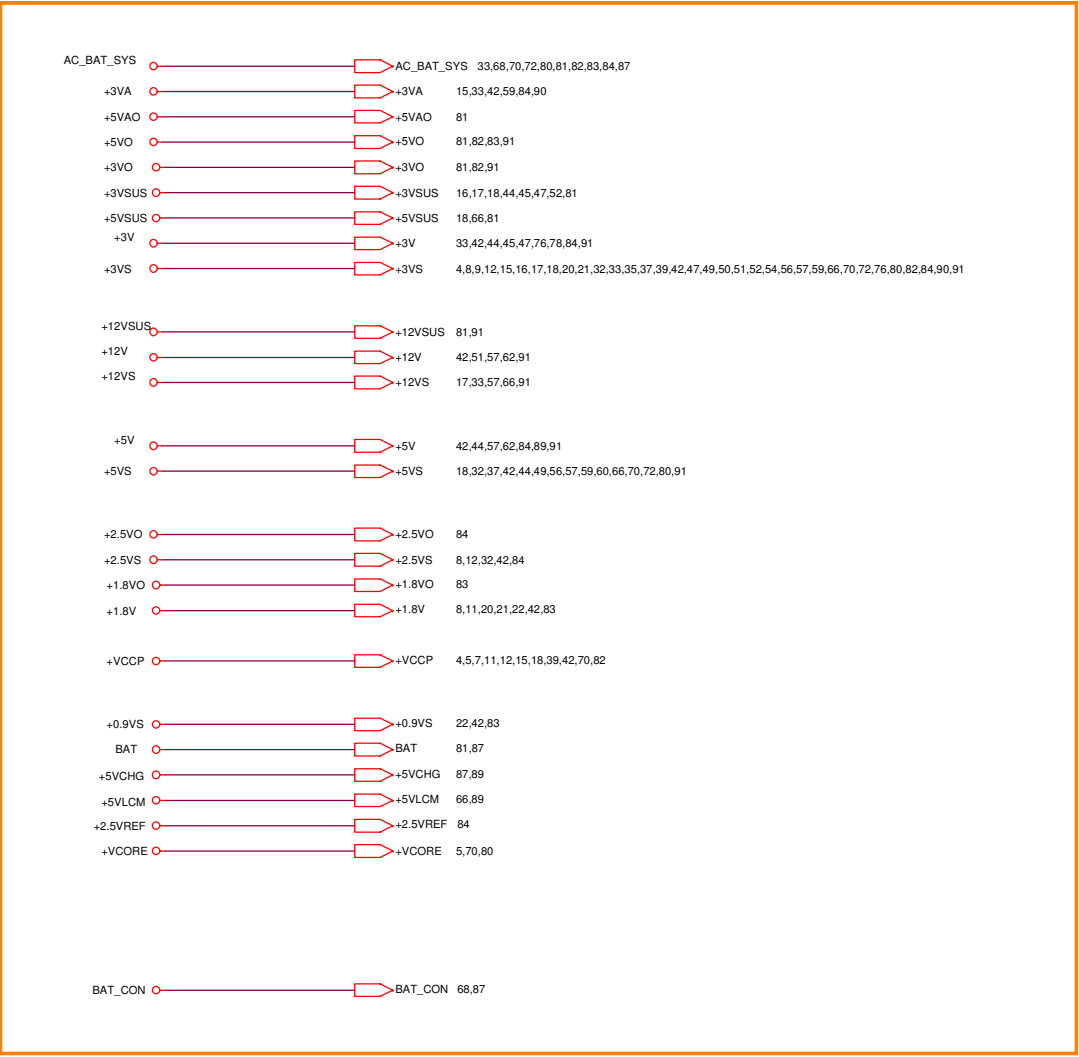 AC_BAT_SYS AC_BAT_SYS 33,68,70,72,80,81,82,83,84,87
+3VA +3VA 15,33,42,59,84,90
+5VAO +5VAO 81
+5VO +5VO 81,82,83,91
+3VO +3VO 81,82,91
+3VSUS +3VSUS 16,17,18,44,45,47,52,81
+5VSUS +5VSUS 18,66,81
+3V +3V 33,42,44,45,47,76,78,84,91
+3VS +3VS 4,8,9,12,15,16,17,18,20,21,32,33,35,37,39,42,47,49,50,51,52,54,56,57,59,66,70,72,76,80,82,84,90,91
+12VSUS +12VSUS 81,91
+12V +12V 42,51,57,62,91
+12VS +12VS 17,33,57,66,91
+5V +5V 42,44,57,62,84,89,91
+5VS +5VS 18,32,37,42,44,49,56,57,59,60,66,70,72,80,91
+2.5VO +2.5VO 84
+2.5VS +2.5VS 8,12,32,42,84
+1.8VO +1.8VO 83
+1.8V +1.8V 8,11,20,21,22,42,83
+VCCP +VCCP 4,5,7,11,12,15,18,39,42,70,82
+0.9VS +0.9VS 22,42,83
BAT BAT 81,87
+5VCHG +5VCHG 87,89
+5VLCM +5VLCM 66,89
+2.5VREF +2.5VREF 84
+VCORE +VCORE 5,70,80
BAT_CON BAT_CON 68,87